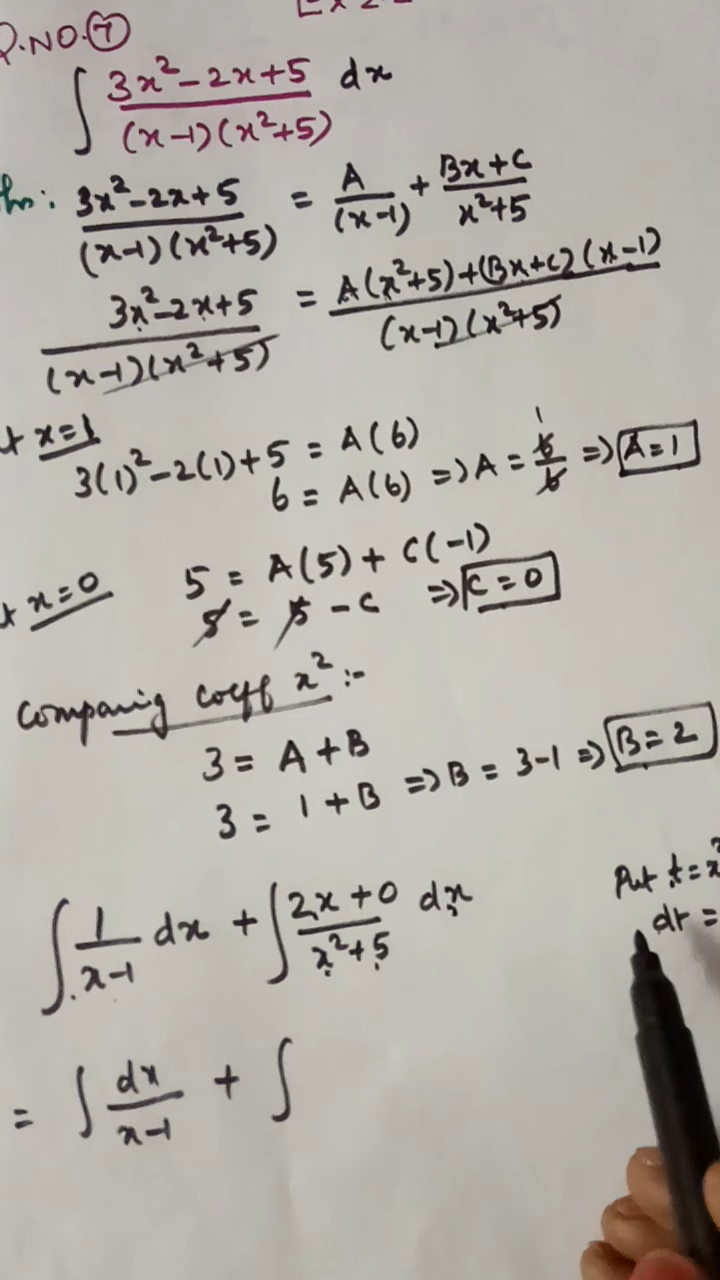 Q.NO.⑦
∫ 3x²-2x+5 / (x-1)(x²+5) dx
3x²-2x+5 / (x-1)(x²+5) = A / (x-1) + Bx+C / x²+5
3x²-2x+5 / (x-1)(x²+5) = A(x²+5)+(Bx+C)(x-1) / (x-1)(x²+5)
x=1
3(1)²-2(1)+5 = A(6)
6 = A(6) => A = 6/6 1 => A=1
x=0 5 = A(5) + C(-1)
5 = 5 - C => C=0
Comparing coeff x² :-
3 = A + B
3 = 1 + B => B = 3-1 => B=2
∫ 1 / x-1 dx + ∫ 2x+0 / x²+5 dx
Put t = x²
dt =
= ∫ dx / x-1 + ∫